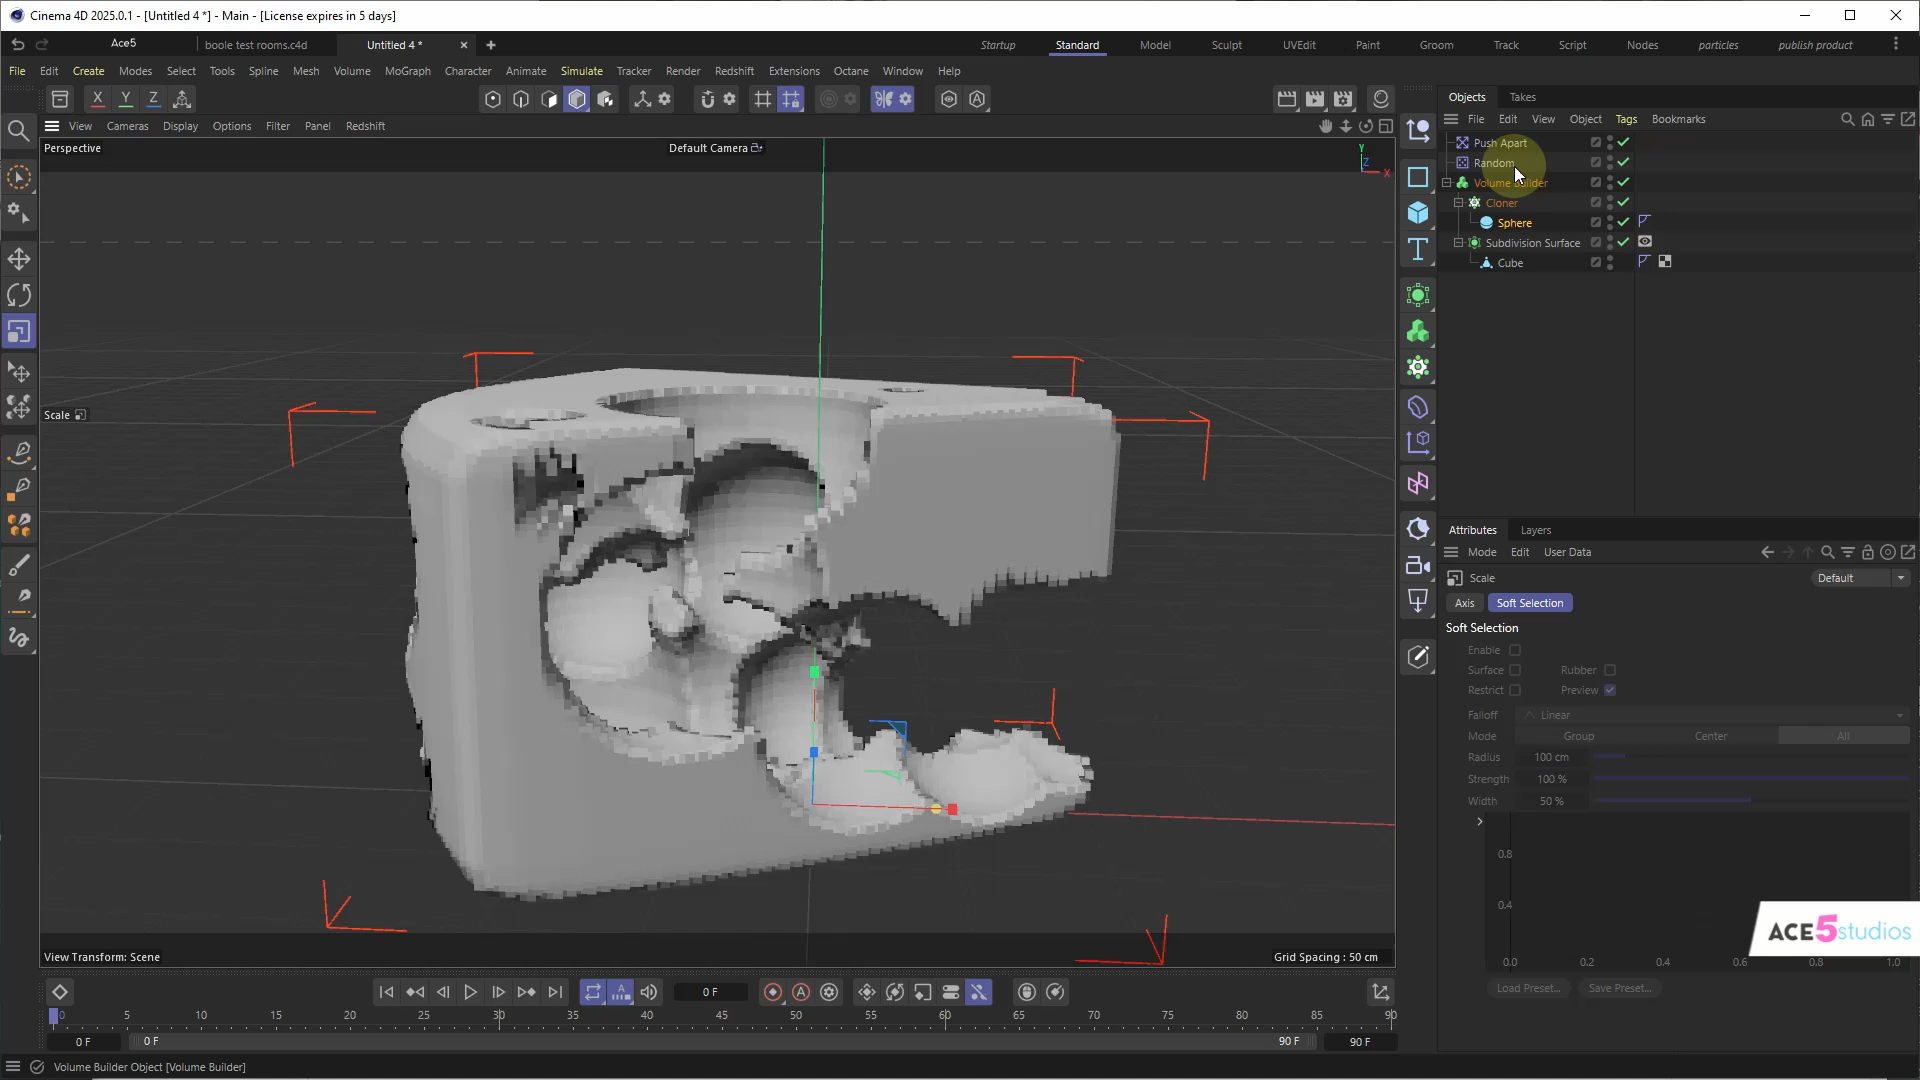 Cinema 4D 2025.0.1 - [Untitled 4 *] - Main - [License expires in 5 days]
Ace5 boole test rooms.c4d Untitled 4 * Startup Standard Model Sculpt UVEdit Paint Groom Track Script Nodes particles publish product
File Edit Create Modes Select Tools Spline Mesh Volume MoGraph Character Animate Simulate Tracker Render Redshift Extensions Octane Window Help
X Y Z
Objects Takes
View Cameras Display Options Filter Panel Redshift
File Edit View Object Tags Bookmarks
Perspective
Default Camera
Y
Z
X
Push Apart
Random
Volume Builder
Cloner
Sphere
Subdivision Surface
Cube
Scale
Attributes Layers
Mode Edit User Data
Scale Default
Axis Soft Selection
Soft Selection
Enable
Surface Rubber
Restrict Preview
Falloff Linear
Mode Group Center All
Radius 100 cm
Strength 100 %
Width 50 %
0.8
0.4
0.0 0.2 0.4 0.6 0.8 1.0
ACE5studios
Load Preset... Save Preset...
View Transform: Scene
Grid Spacing : 50 cm
0 F
0 5 10 15 20 25 30 35 40 45 50 55 60 65 70 75 80 85 90
0 F 0 F 90 F 90 F
Volume Builder Object [Volume Builder]